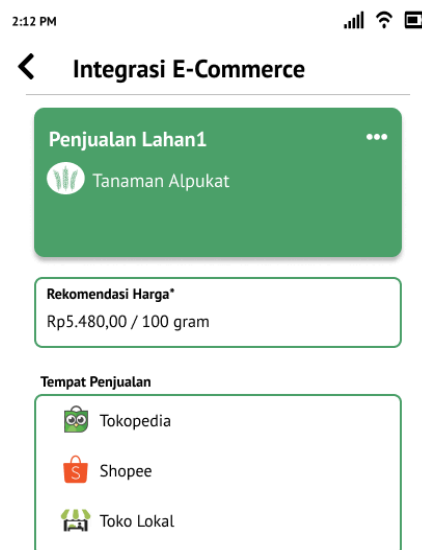 2:12 PM
Integrasi E-Commerce
Penjualan Lahan1
Tanaman Alpukat
Rekomendasi Harga*
Rp5.480,00 / 100 gram
Tempat Penjualan
Tokopedia
S
Shopee
Toko Lokal